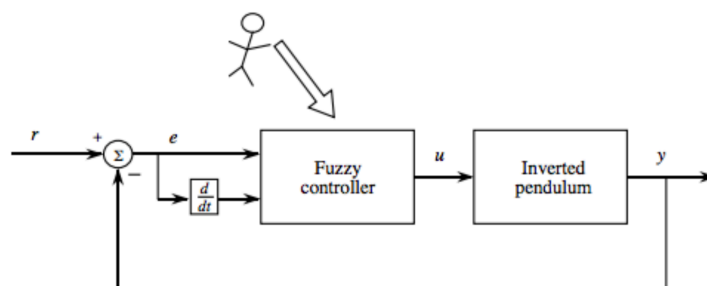 r
+
Σ
−
e
d
dt
Fuzzy
controller
u
Inverted
pendulum
y